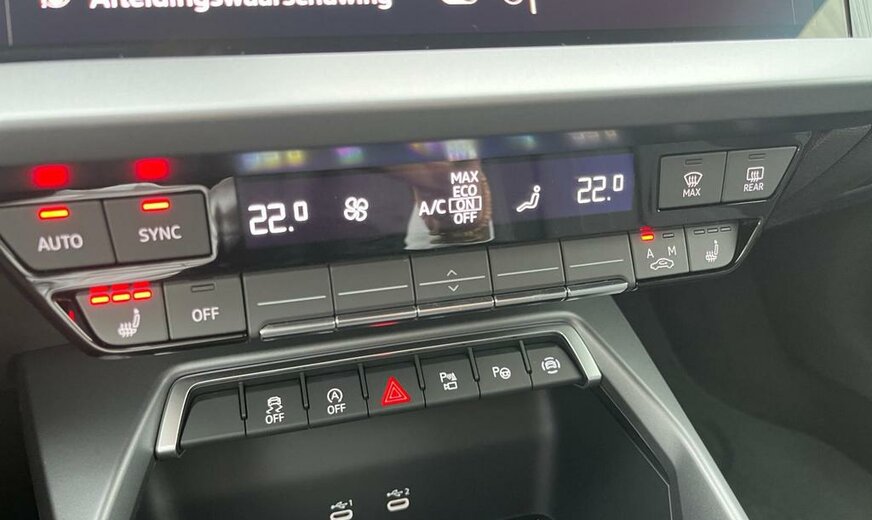 Afleidingswaarschuwing
22.0
A/C
MAX
ECO
ON
OFF
22.0
MAX
REAR
AUTO
SYNC
A M
OFF
OFF
A
OFF
P
P
1
2